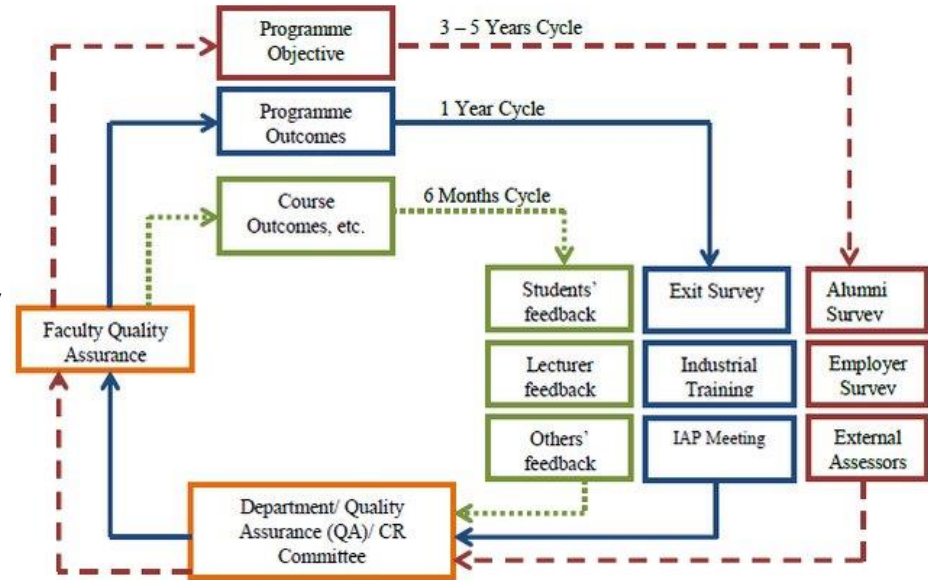 Programme
Objective
3 – 5 Years Cycle
Programme
Outcomes
1 Year Cycle
Course
Outcomes, etc.
6 Months Cycle
Students'
feedback
Exit Survey
Alumni
Survey
Faculty Quality
Assurance
Lecturer
feedback
Industrial
Training
Employer
Survey
Others'
feedback
IAP Meeting
External
Assessors
Department/ Quality
Assurance (QA)/ CR
Committee